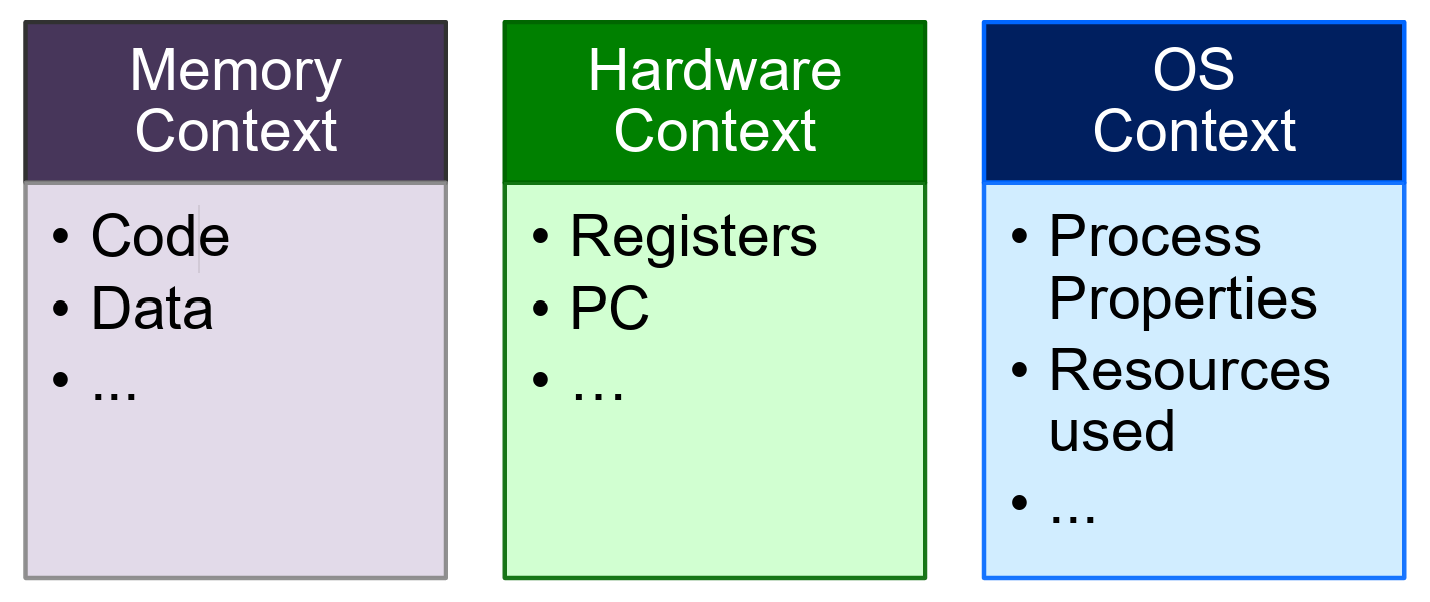 Memory
Context
• Code
• Data
• ...
Hardware
Context
• Registers
• PC
• …
OS
Context
• Process
Properties
• Resources
used
• ...